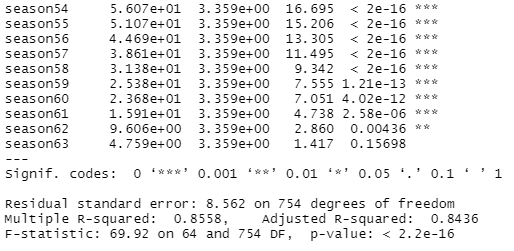 season54     5.607e+01  3.359e+00  16.695  < 2e-16 ***
season55     5.107e+01  3.359e+00  15.206  < 2e-16 ***
season56     4.469e+01  3.359e+00  13.305  < 2e-16 ***
season57     3.861e+01  3.359e+00  11.495  < 2e-16 ***
season58     3.138e+01  3.359e+00   9.342  < 2e-16 ***
season59     2.538e+01  3.359e+00   7.555 1.21e-13 ***
season60     2.368e+01  3.359e+00   7.051 4.02e-12 ***
season61     1.591e+01  3.359e+00   4.738 2.58e-06 ***
season62     9.606e+00  3.359e+00   2.860  0.00436 **
season63     4.759e+00  3.359e+00   1.417  0.15698
---
Signif. codes:  0 ‘***’ 0.001 ‘**’ 0.01 ‘*’ 0.05 ‘.’ 0.1 ‘ ’ 1
Residual standard error: 8.562 on 754 degrees of freedom
Multiple R-squared:  0.8558,    Adjusted R-squared:  0.8436
F-statistic: 69.92 on 64 and 754 DF,  p-value: < 2.2e-16